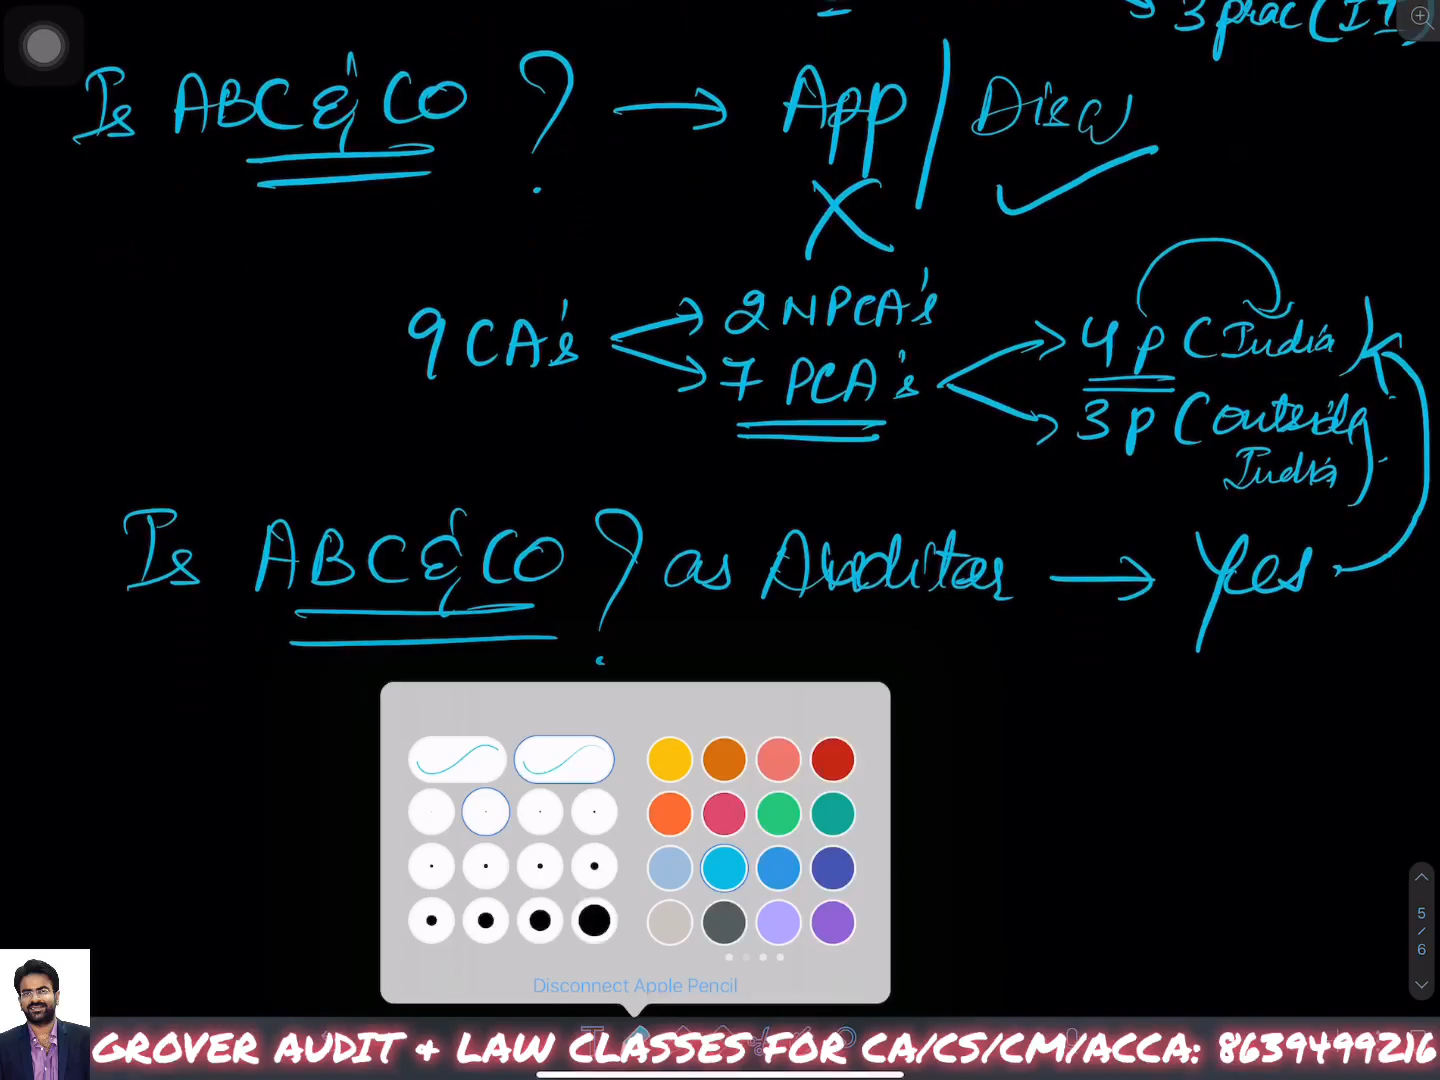 3 prac (II)
Is ABC & CO ? → App / Disq
X ✓
9 CA's 2 NPCA's
7 PCA's
4 P (India)
3 P (Outside India)
Is ABC & CO ? as Auditor → Yes
Disconnect Apple Pencil
5
/
6
GROVER AUDIT & LAW CLASSES FOR CA/CS/CM/ACCA: 8639499216